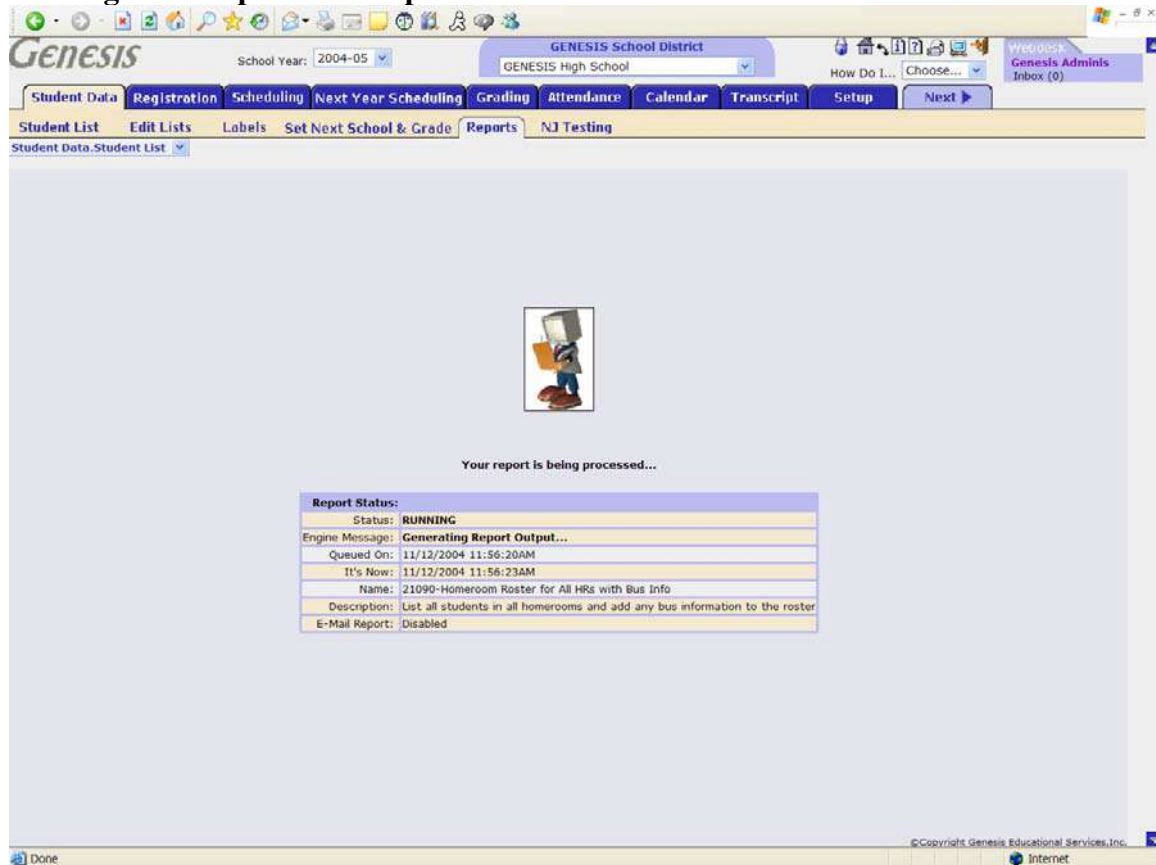 Genesis
School Year: 2004-05
GENESIS School District
GENESIS High School
How Do I... Choose...
Webdesk
Genesis Adminis
Inbox (0)
Student Data Registration Scheduling Next Year Scheduling Grading Attendance Calendar Transcript Setup Next
Student List Edit Lists Labels Set Next School & Grade Reports NJ Testing
Student Data.Student List
Your report is being processed...
Report Status:
Status: RUNNING
Engine Message: Generating Report Output...
Queued On: 11/12/2004 11:56:20AM
It's Now: 11/12/2004 11:56:23AM
Name: 21090-Homeroom Roster for All HRs with Bus Info
Description: List all students in all homerooms and add any bus information to the roster
E-Mail Report: Disabled
©Copyright Genesis Educational Services,Inc.
Done Internet